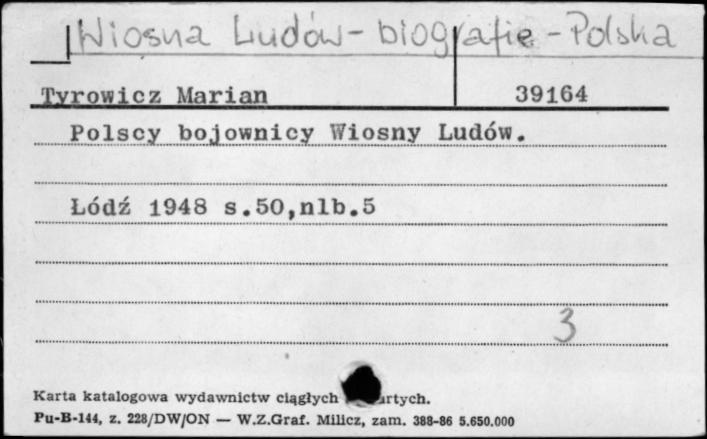 Wiosna Ludów - biografie - Polska
Tyrowicz Marian 39164
Polscy bojownicy Wiosny Ludów.
Łódź 1948 s.50,nlb.5
3
Karta katalogowa wydawnictw ciągłych artych.
Pu-B-144, z. 228/DW/ON — W.Z.Graf. Milicz, zam. 388-86 5.650.000